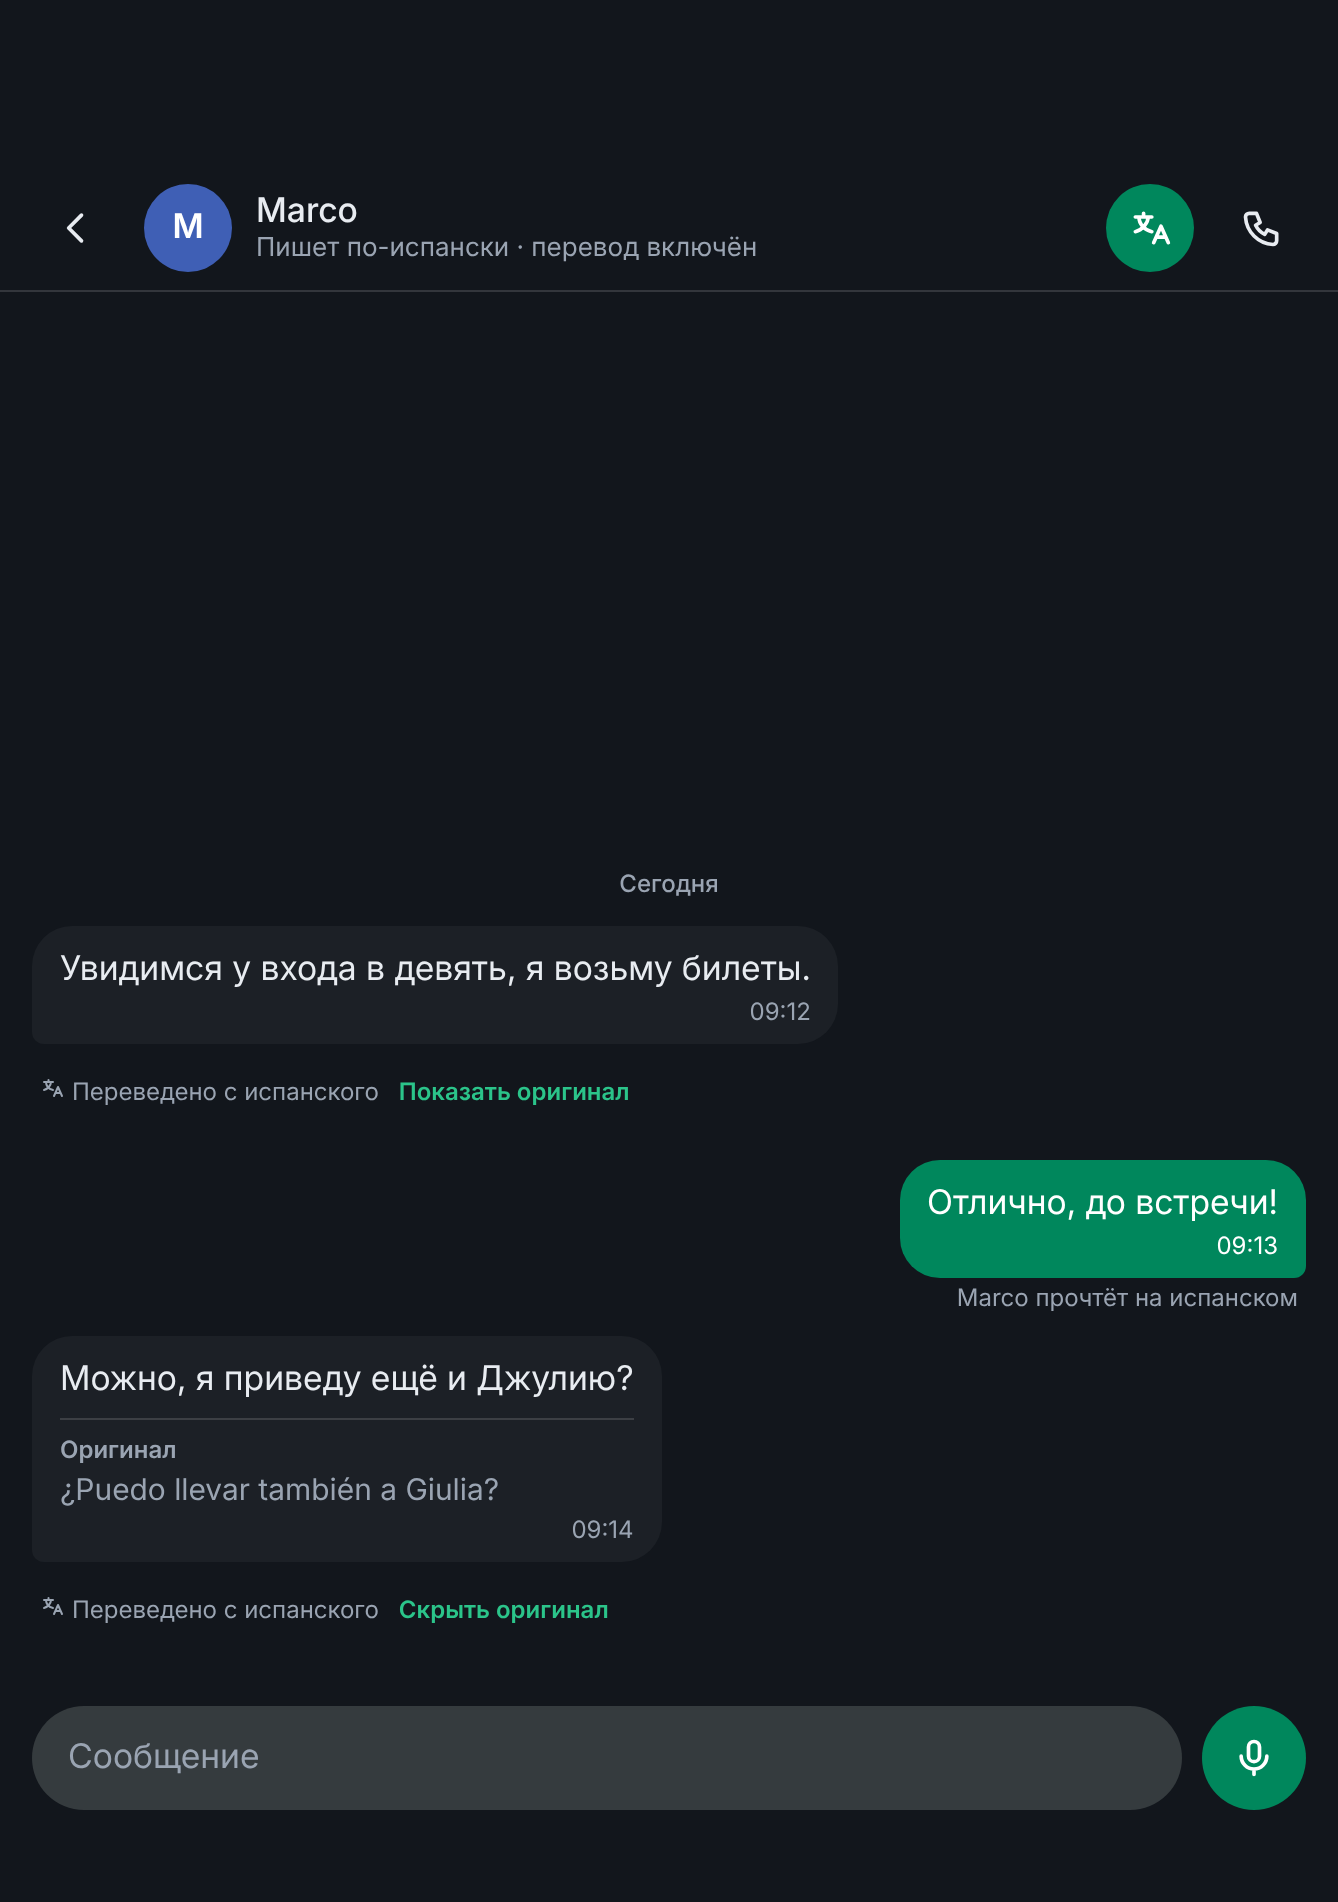 M
Marco
Пишет по-испански · перевод включён
Сегодня
Увидимся у входа в девять, я возьму билеты.
09:12
Переведено с испанского Показать оригинал
Отлично, до встречи!
09:13
Marco прочтёт на испанском
Можно, я приведу ещё и Джулию?
Оригинал
¿Puedo llevar también a Giulia?
09:14
Переведено с испанского Скрыть оригинал
Сообщение